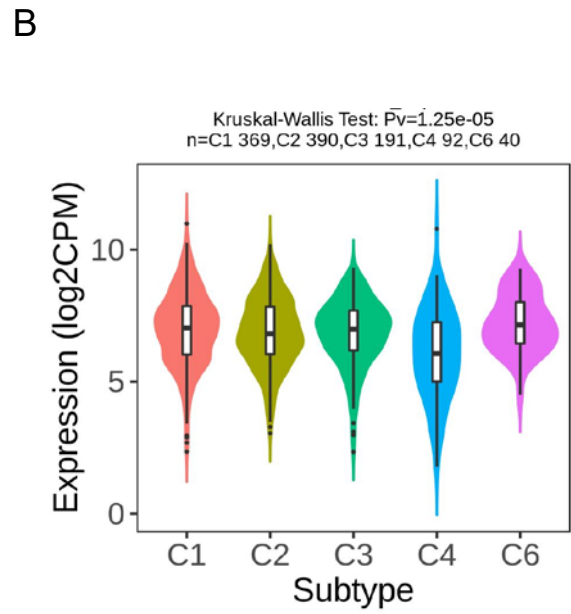 B
Kruskal-Wallis Test: Pv=1.25e-05
n=C1 369,C2 390,C3 191,C4 92,C6 40
Expression (log2CPM)
10
5
0
C1 C2 C3 C4 C6
Subtype